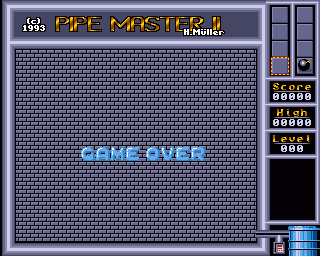 (c)
1993
PIPE MASTER II
H.Müller
Score
00000
High
00000
Level
000
GAME OVER